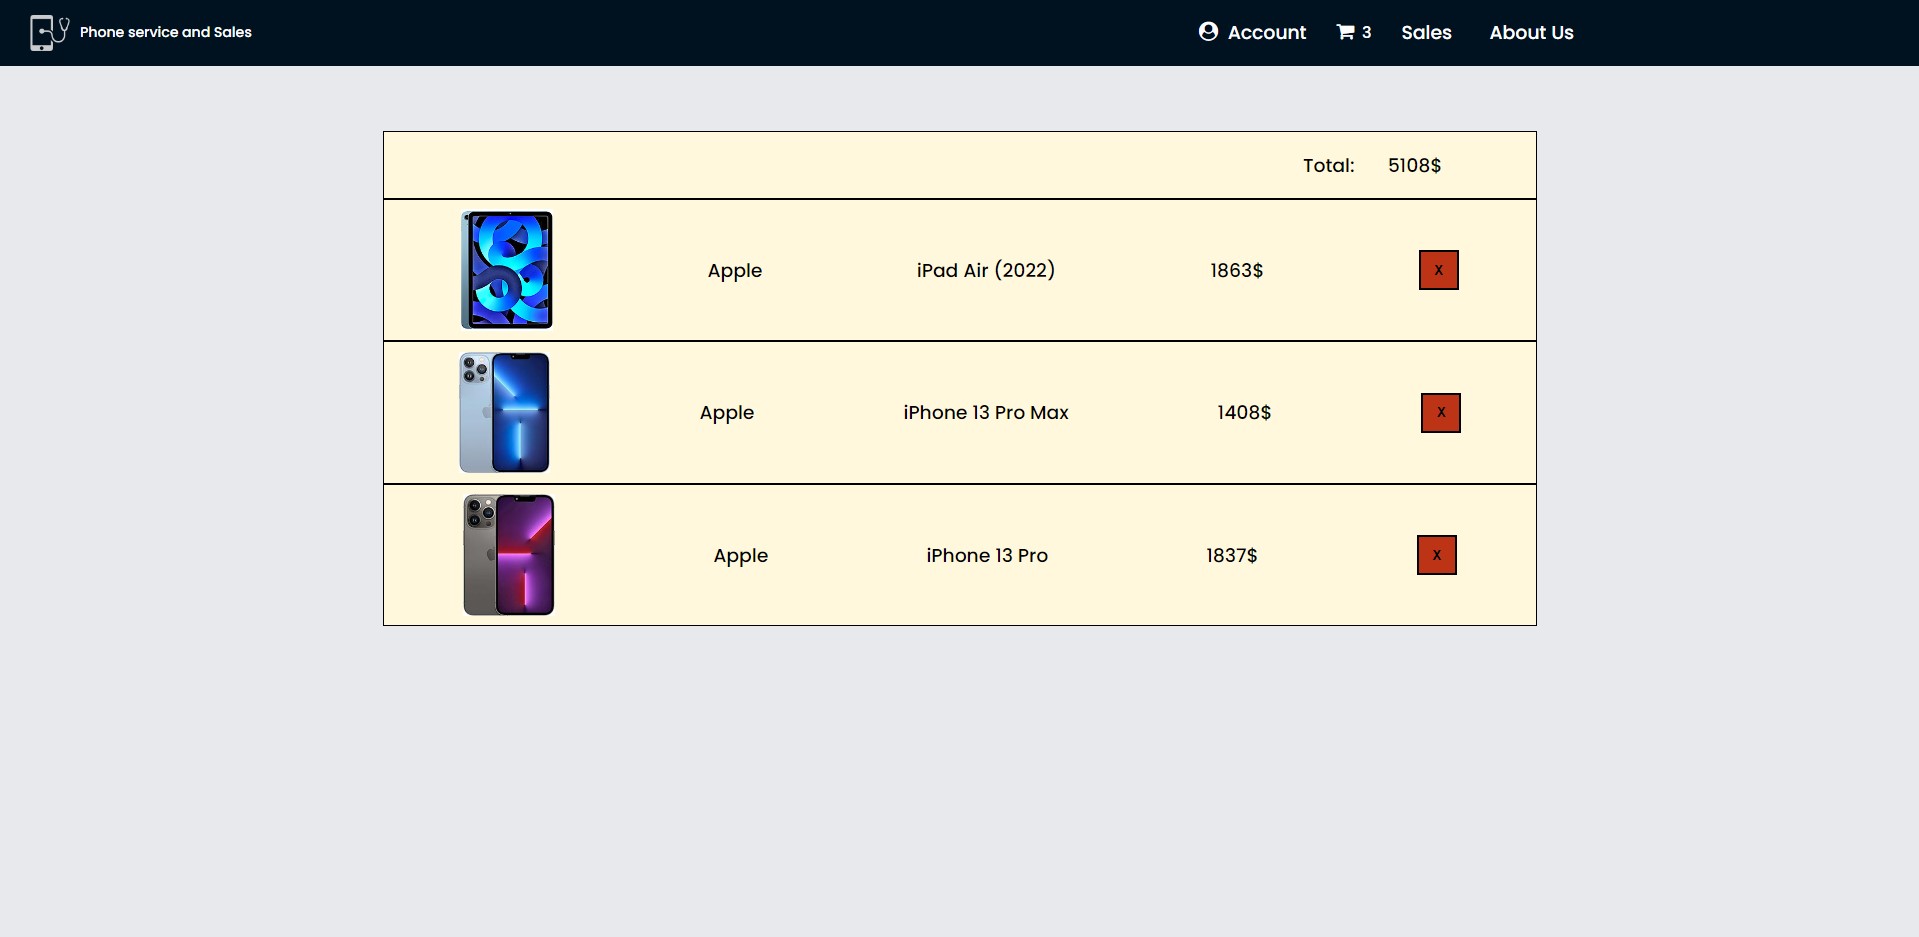 Phone service and Sales
Account
3
Sales
About Us
Total: 5108$
Apple iPad Air (2022) 1863$ X
Apple iPhone 13 Pro Max 1408$ X
Apple iPhone 13 Pro 1837$ X